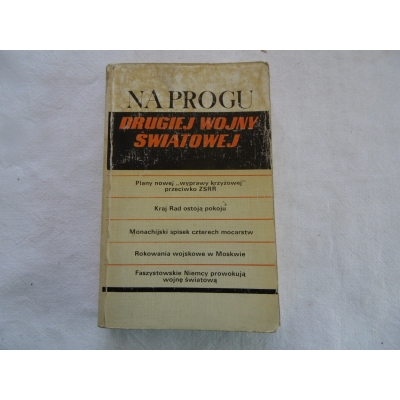 NA PROGU
DRUGIEJ WOJNY
ŚWIATOWEJ
Plany nowej „wyprawy krzyżowej"
przeciwko ZSRR
Kraj Rad ostoją pokoju
Monachijski spisek czterech mocarstw
Rokowania wojskowe w Moskwie
Faszystowskie Niemcy prowokują
wojnę światową